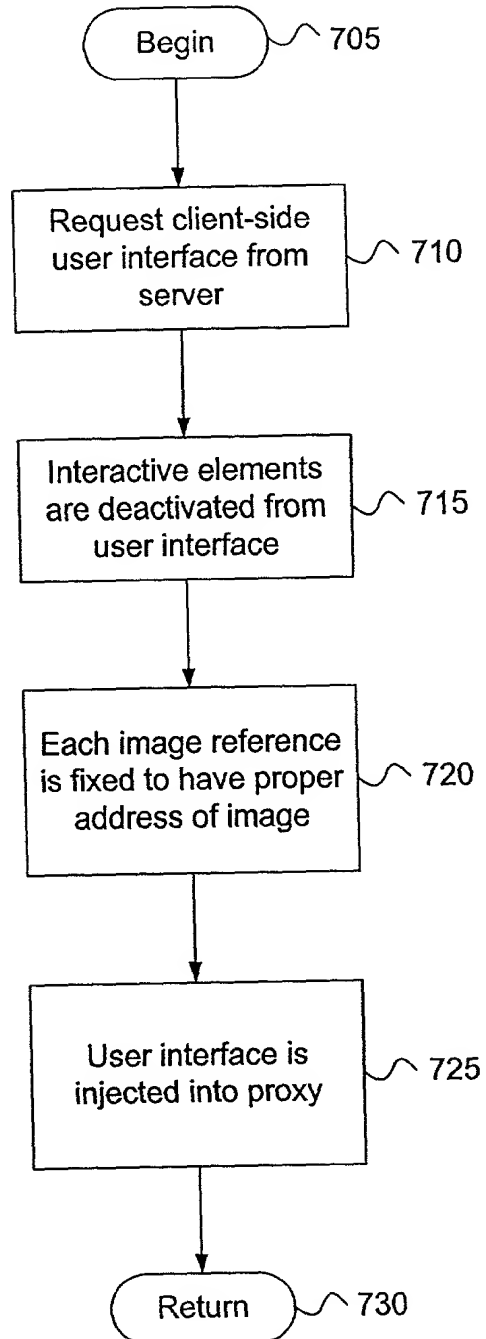 Begin
705
Request client-side
user interface from
server
710
Interactive elements
are deactivated from
user interface
715
Each image reference
is fixed to have proper
address of image
720
User interface is
injected into proxy
725
Return
730